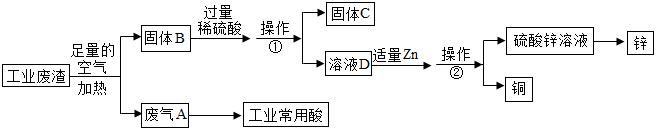 工业废渣
足量的
空气
加热
固体B
废气A
工业常用酸
过量
稀硫酸
操作
①
固体C
溶液D
适量Zn
操作
②
硫酸锌溶液
锌
铜